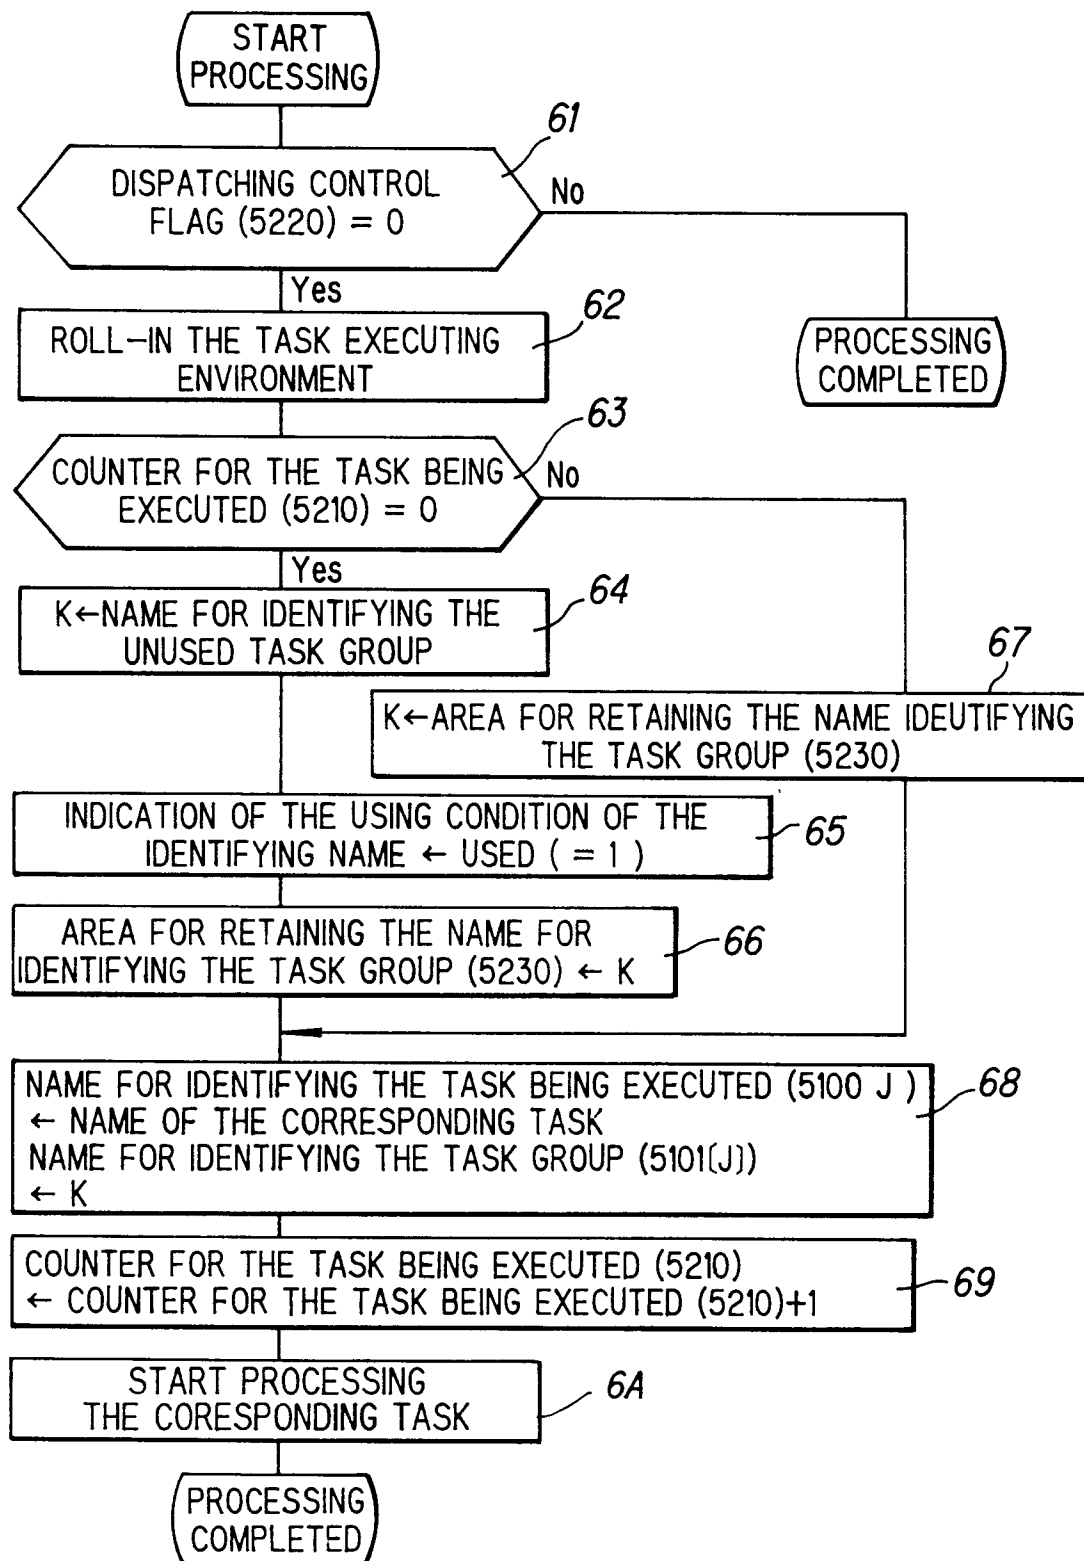 START
PROCESSING
61
DISPATCHING CONTROL
FLAG (5220) = 0
No
Yes
62
ROLL-IN THE TASK EXECUTING
ENVIRONMENT
PROCESSING
COMPLETED
63
COUNTER FOR THE TASK BEING
EXECUTED (5210) = 0
No
Yes
64
K←NAME FOR IDENTIFYING THE
UNUSED TASK GROUP
67
K←AREA FOR RETAINING THE NAME IDEUTIFYING
THE TASK GROUP (5230)
INDICATION OF THE USING CONDITION OF THE
IDENTIFYING NAME ← USED ( = 1 )
65
AREA FOR RETAINING THE NAME FOR
IDENTIFYING THE TASK GROUP (5230) ← K
66
NAME FOR IDENTIFYING THE TASK BEING EXECUTED (5100 J )
← NAME OF THE CORRESPONDING TASK
NAME FOR IDENTIFYING THE TASK GROUP (5101(J))
← K
68
COUNTER FOR THE TASK BEING EXECUTED (5210)
← COUNTER FOR THE TASK BEING EXECUTED (5210)+1
69
START PROCESSING
THE CORESPONDING TASK
6A
PROCESSING
COMPLETED